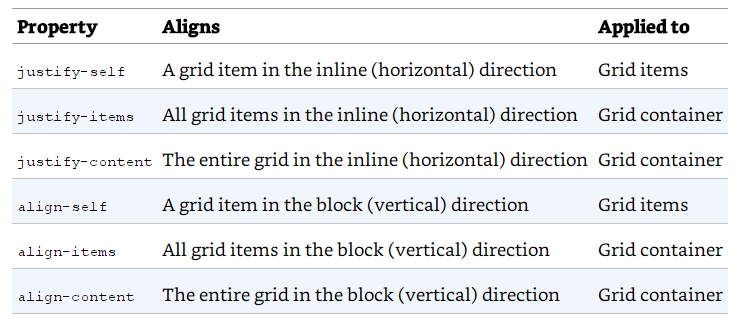 Property Aligns Applied to
justify-self A grid item in the inline (horizontal) direction Grid items
justify-items All grid items in the inline (horizontal) direction Grid container
justify-content The entire grid in the inline (horizontal) direction Grid container
align-self A grid item in the block (vertical) direction Grid items
align-items All grid items in the block (vertical) direction Grid container
align-content The entire grid in the block (vertical) direction Grid container